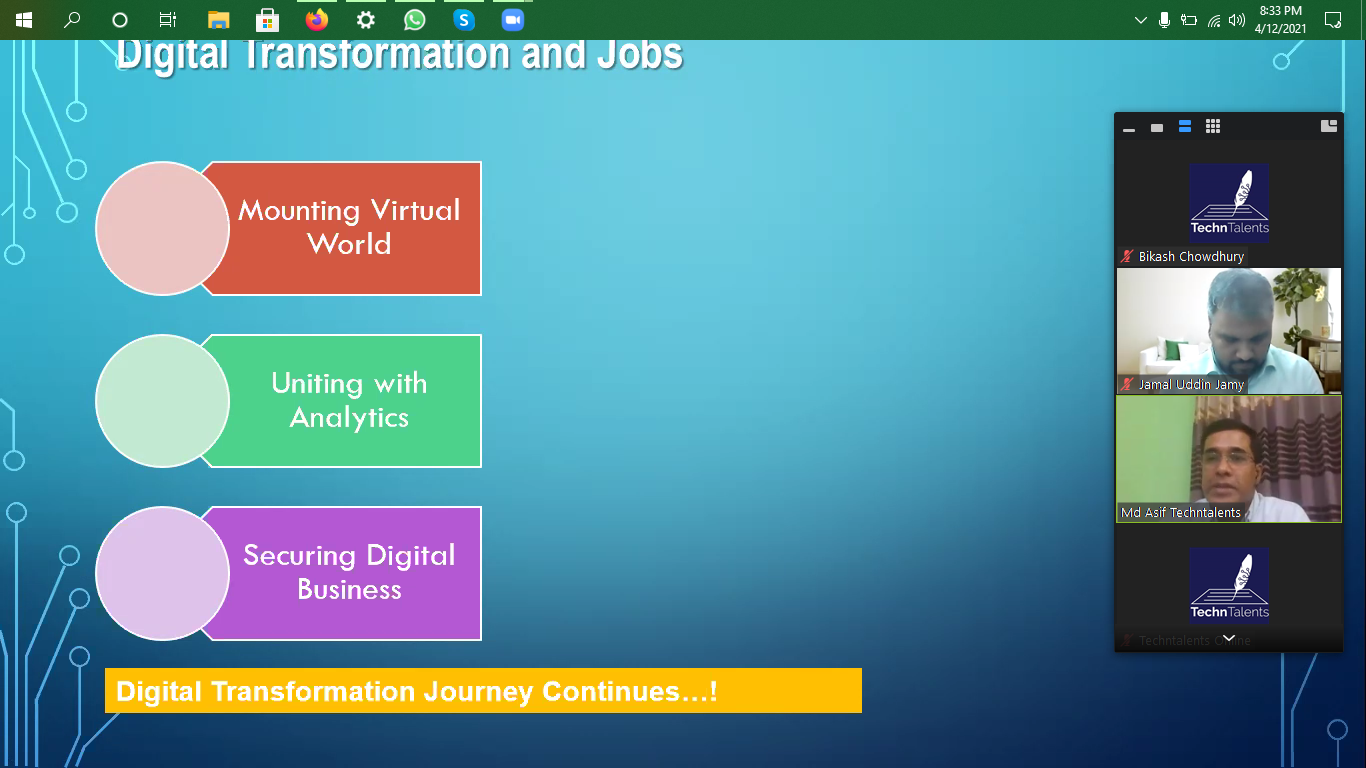 8:33 PM
4/12/2021
Digital Transformation and Jobs
Mounting Virtual
World
Uniting with
Analytics
Securing Digital
Business
Digital Transformation Journey Continues...!
TechnTalents
Bikash Chowdhury
Jamal Uddin Jamy
Md Asif Techntalents
TechnTalents
Techntalents Online